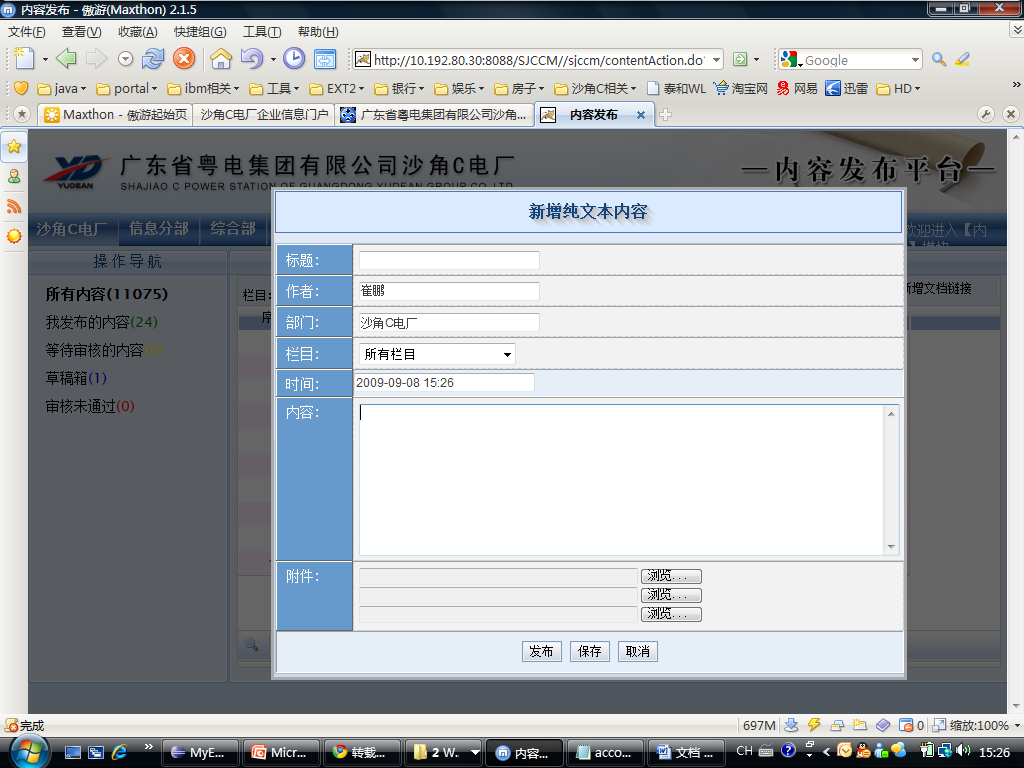 内容发布 - 傲游(Maxthon) 2.1.5
文件(F) 查看(V) 收藏(A) 快捷组(G) 工具(T) 帮助(H)
http://10.192.80.30:8088/SJCCM//sjccm/contentAction.do Google
java portal ibm相关 工具 EXT2 银行 娱乐 房子 沙角C相关 泰和WL 淘宝网 网易 迅雷 HD
Maxthon - 傲游起始页 沙角C电厂企业信息门户 广东省粤电集团有限公司沙角... 内容发布
YD YUDEAN 广东省粤电集团有限公司沙角C电厂
SHAJIAO C POWER STATION OF GUANGDONG YUDEAN GROUP CO.,LTD
内容发布平台
沙角C电厂 信息分部 综合部
欢迎进入【内
操作导航
所有内容(11075)
我发布的内容(24)
等待审核的内容(0)
草稿箱(1)
审核未通过(0)
栏目:
新增文档链接
新增纯文本内容
标题:
作者: 崔鹏
部门: 沙角C电厂
栏目: 所有栏目
时间: 2009-09-08 15:26
内容:
附件: 浏览...
浏览...
浏览...
发布 保存 取消
完成 697M 0 缩放:100%
MyE... Micr... 转载... 2 W... 内容... acco... 文档 ... CH 15:26